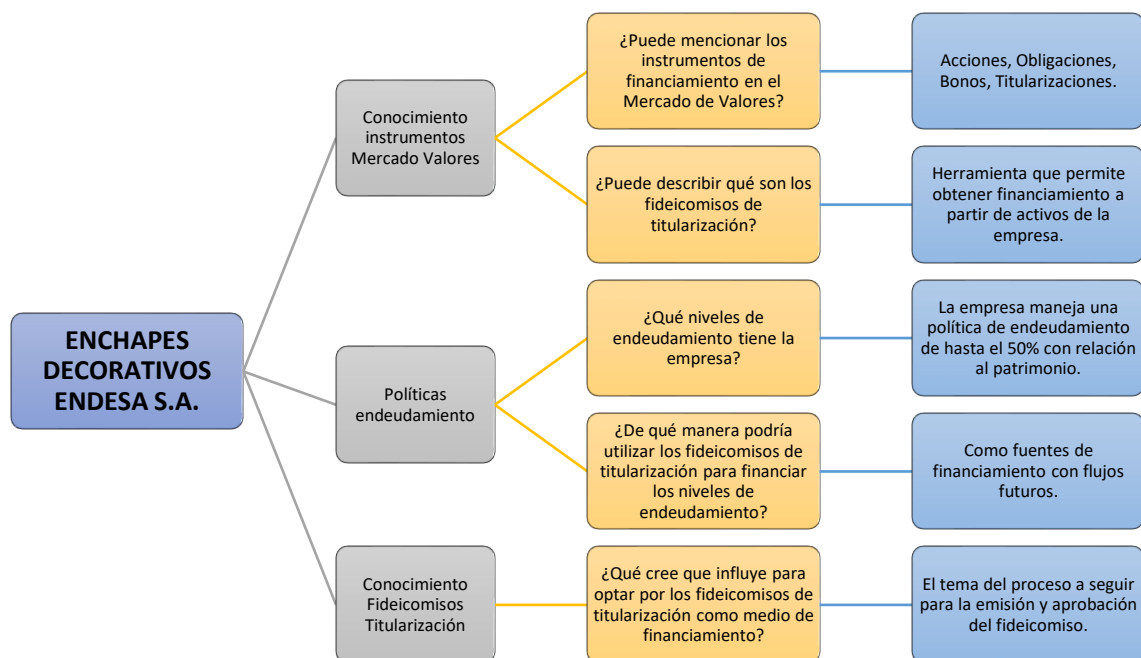 ENCHAPES
DECORATIVOS
ENDESA S.A.
Conocimiento
instrumentos
Mercado Valores
¿Puede mencionar los
instrumentos de
financiamiento en el
Mercado de Valores?
Acciones, Obligaciones,
Bonos, Titularizaciones.
¿Puede describir qué son los
fideicomisos de
titularización?
Herramienta que permite
obtener financiamiento a
partir de activos de la
empresa.
Políticas
endeudamiento
¿Qué niveles de
endeudamiento tiene la
empresa?
La empresa maneja una
política de endeudamiento
de hasta el 50% con relación
al patrimonio.
¿De qué manera podría
utilizar los fideicomisos de
titularización para financiar
los niveles de
endeudamiento?
Como fuentes de
financiamiento con flujos
futuros.
Conocimiento
Fideicomisos
Titularización
¿Qué cree que influye para
optar por los fideicomisos de
titularización como medio de
financiamiento?
El tema del proceso a seguir
para la emisión y aprobación
del fideicomiso.